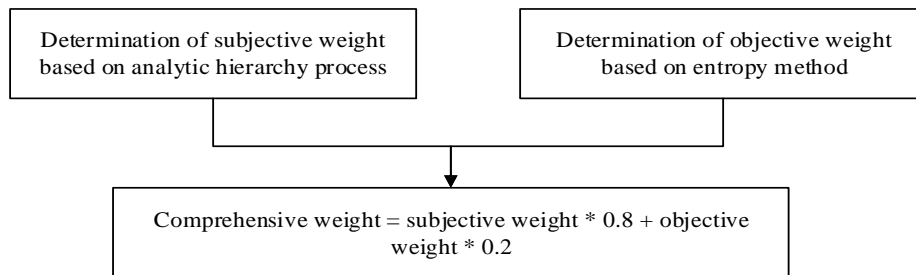 Determination of subjective weight
based on analytic hierarchy process
Determination of objective weight
based on entropy method
Comprehensive weight = subjective weight * 0.8 + objective
weight * 0.2